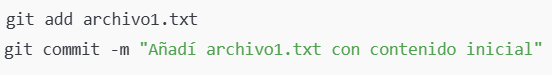 git add archivo1.txt
git commit -m "Añadí archivo1.txt con contenido inicial"